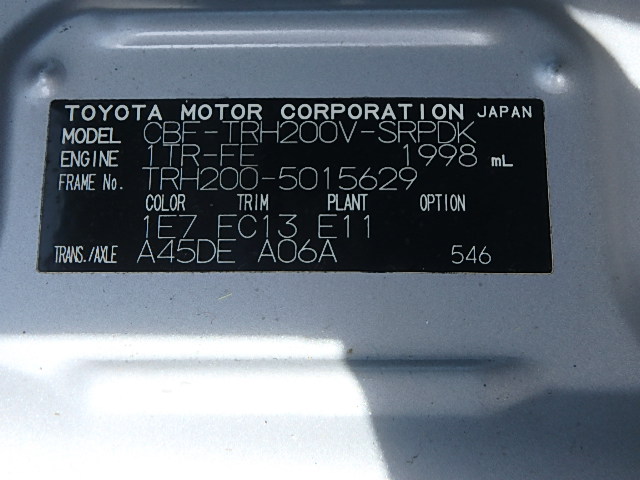 TOYOTA MOTOR CORPORATION JAPAN
MODEL CBF-TRH200V-SRPDK
ENGINE 1TR-FE 1998 mL
FRAME No. TRH200-5015629
COLOR TRIM PLANT OPTION
1E7 FC13 E11
TRANS./AXLE A45DE A06A 546